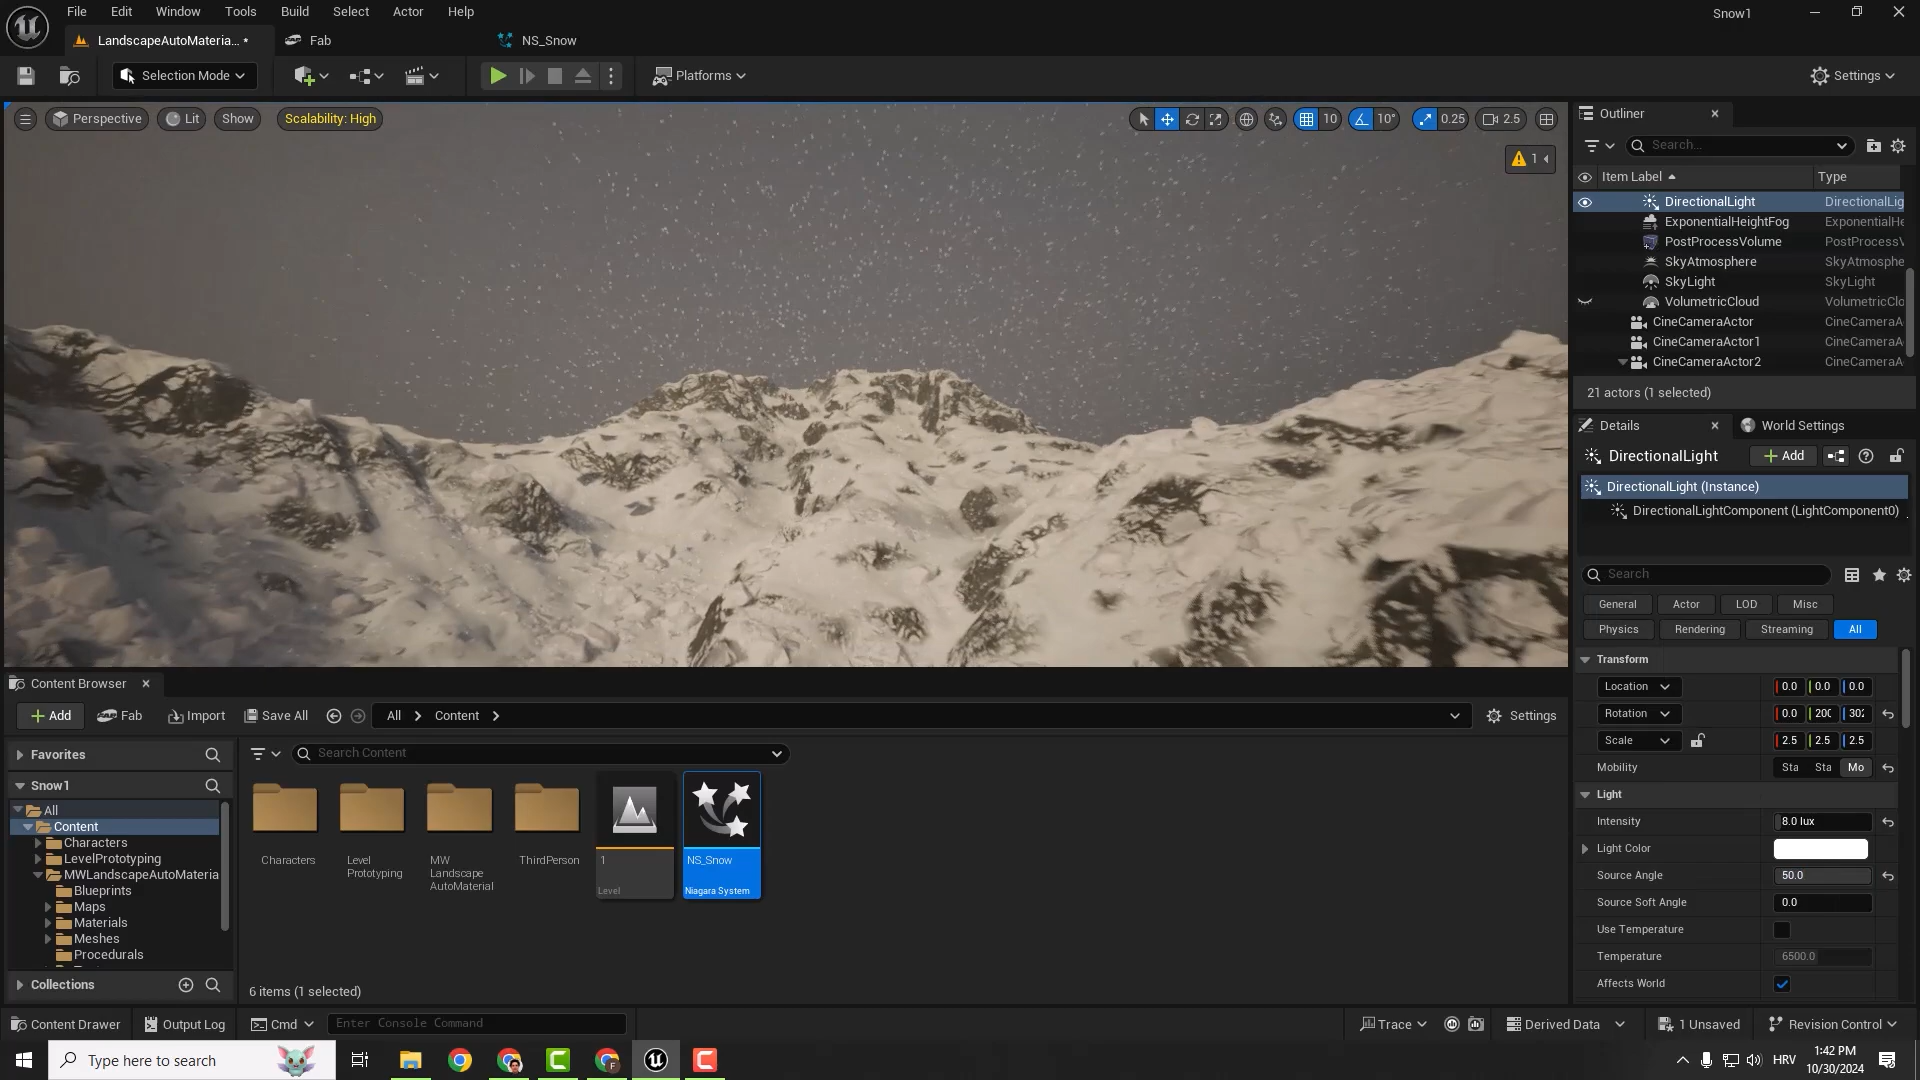 File Edit Window Tools Build Select Actor Help
Snow1
LandscapeAutoMateria... *
Fab
NS_Snow
Selection Mode
Platforms
Settings
Perspective
Lit
Show
Scalability: High
10
10°
0.25
2.5
1
Outliner
Search...
Item Label
Type
DirectionalLight DirectionalLig
ExponentialHeightFog ExponentialHe
PostProcessVolume PostProcessV
SkyAtmosphere SkyAtmosphe
SkyLight SkyLight
VolumetricCloud VolumetricClo
CineCameraActor CineCameraA
CineCameraActor1 CineCameraA
CineCameraActor2 CineCameraA
21 actors (1 selected)
Details
World Settings
DirectionalLight
Add
DirectionalLight (Instance)
DirectionalLightComponent (LightComponent0)
Search
General Actor LOD Misc
Physics Rendering Streaming All
Transform
Location 0.0 0.0 0.0
Rotation 0.0
Scale 2.5 2.5 2.5
Mobility Sta Sta Mo
Light
Intensity 8.0 lux
Light Color
Source Angle 50.0
Source Soft Angle 0.0
Use Temperature
Temperature 6500.0
Affects World
Content Browser
Add Fab Import Save All All Content Settings
Favorites
Search Content
Snow1
All
Content
Characters
LevelPrototyping
MWLandscapeAutoMateria
Blueprints
Maps
Materials
Meshes
Procedurals
Collections
Characters
Level
Prototyping
MW
Landscape
AutoMaterial
ThirdPerson
1
Level
NS_Snow
Niagara System
6 items (1 selected)
Content Drawer Output Log Cmd Enter Console Command Trace Derived Data 1 Unsaved Revision Control
Type here to search
HRV
1:42 PM
10/30/2024